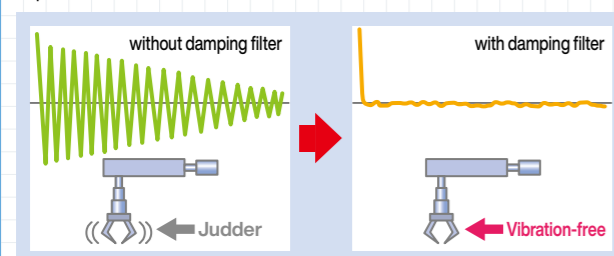 without damping filter
with damping filter
Judder
Vibration-free